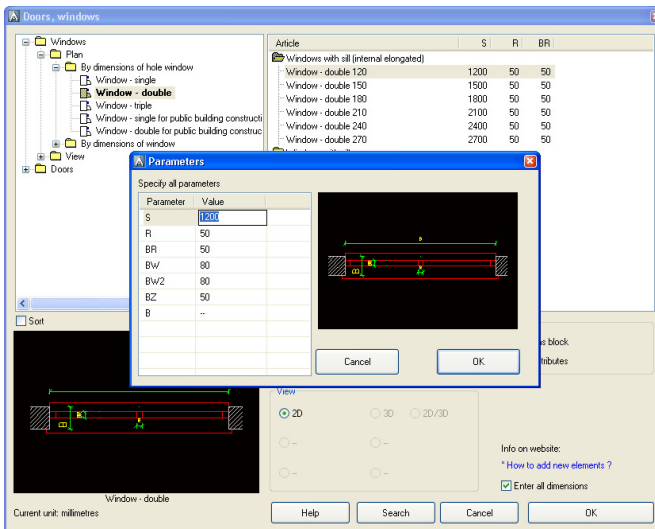 Doors, windows
Windows
Plan
By dimensions of hole window
Window - single
Window - double
Window - triple
Window - single for public building constructi
Window - double for public building construc
By dimensions of window
View
Doors
Article S R BR
Windows with sill (internal elongated)
Window - double 120 1200 50 50
Window - double 150 1500 50 50
Window - double 180 1800 50 50
Window - double 210 2100 50 50
Window - double 240 2400 50 50
Window - double 270 2700 50 50
Parameters
Specify all parameters
Parameter Value
S 1200
R 50
BR 50
BW 80
BW2 80
BZ 50
B --
Cancel OK
Sort
as block
tributes
View
2D 3D 2D/3D
- -
- -
Info on website:
* How to add new elements ?
Enter all dimensions
Window - double
Current unit: millimetres
Help Search Cancel OK